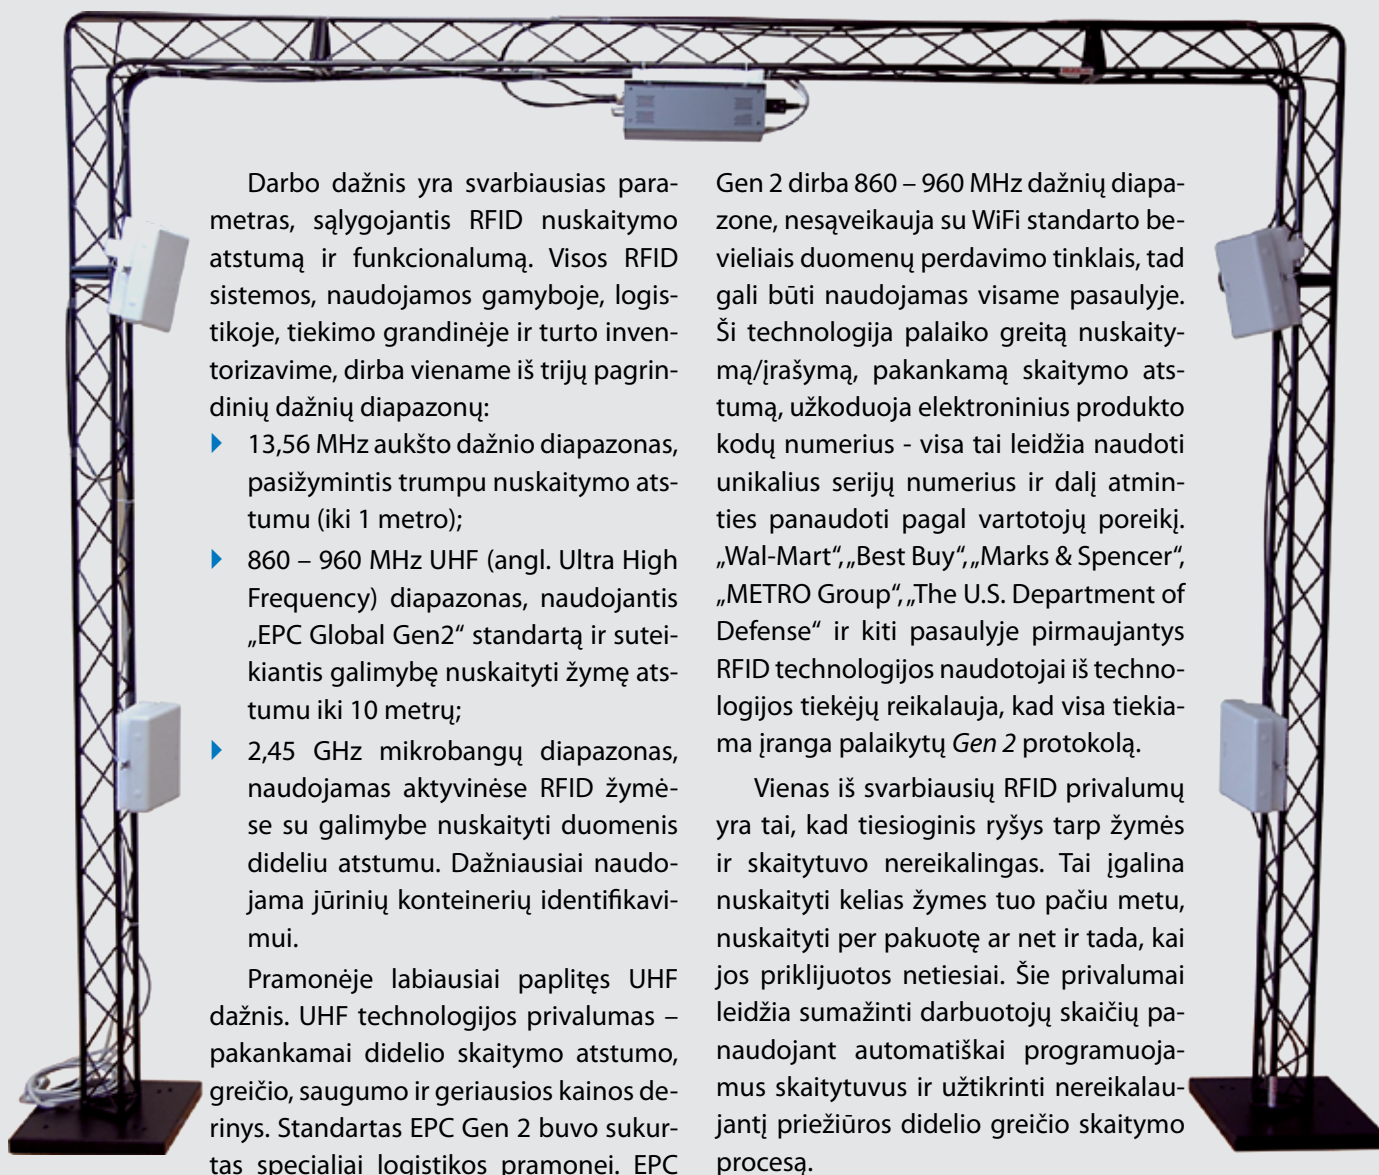 Darbo dažnis yra svarbiausias para-
metras, sąlygojantis RFID nuskaitymo
atstumą ir funkcionalumą. Visos RFID
sistemos, naudojamos gamyboje, logis-
tikoje, tiekimo grandinėje ir turto inven-
torizavime, dirba viename iš trijų pagrin-
dinių dažnių diapazonų:
13,56 MHz aukšto dažnio diapazonas,
pasižymintis trumpu nuskaitymo ats-
tumu (iki 1 metro);
860 – 960 MHz UHF (angl. Ultra High
Frequency) diapazonas, naudojantis
„EPC Global Gen2“ standartą ir sutei-
kiantis galimybę nuskaityti žymę ats-
tumu iki 10 metrų;
2,45 GHz mikrobangų diapazonas,
naudojamas aktyvinėse RFID žymė-
se su galimybe nuskaityti duomenis
dideliu atstumu. Dažniausiai naudo-
jama jūrinių konteinerių identifikavi-
mui.
Pramonėje labiausiai paplitęs UHF
dažnis. UHF technologijos privalumas –
pakankamai didelio skaitymo atstumo,
greičio, saugumo ir geriausios kainos de-
rinys. Standartas EPC Gen 2 buvo sukur-
tas specialiai logistikos pramonei. EPC
Gen 2 dirba 860 – 960 MHz dažnių diapa-
zone, nesąveikauja su WiFi standarto be-
vieliais duomenų perdavimo tinklais, tad
gali būti naudojamas visame pasaulyje.
Ši technologija palaiko greitą nuskaity-
mą/įrašymą, pakankamą skaitymo ats-
tumą, užkoduoja elektroninius produkto
kodų numerius - visa tai leidžia naudoti
unikalius serijų numerius ir dalį atmin-
ties panaudoti pagal vartotojų poreikį.
„Wal-Mart“, „Best Buy“, „Marks & Spencer“,
„METRO Group“, „The U.S. Department of
Defense“ ir kiti pasaulyje pirmaujantys
RFID technologijos naudotojai iš techno-
logijos tiekėjų reikalauja, kad visa tiekia-
ma įranga palaikytų Gen 2 protokolą.
Vienas iš svarbiausių RFID privalumų
yra tai, kad tiesioginis ryšys tarp žymės
ir skaitytuvo nereikalingas. Tai įgalina
nuskaityti kelias žymes tuo pačiu metu,
nuskaityti per pakuotę ar net ir tada, kai
jos priklijuotos netiesiai. Šie privalumai
leidžia sumažinti darbuotojų skaičių pa-
naudojant automatiškai programuoja-
mus skaitytuvus ir užtikrinti nereikalau-
jantį priežiūros didelio greičio skaitymo
procesą.